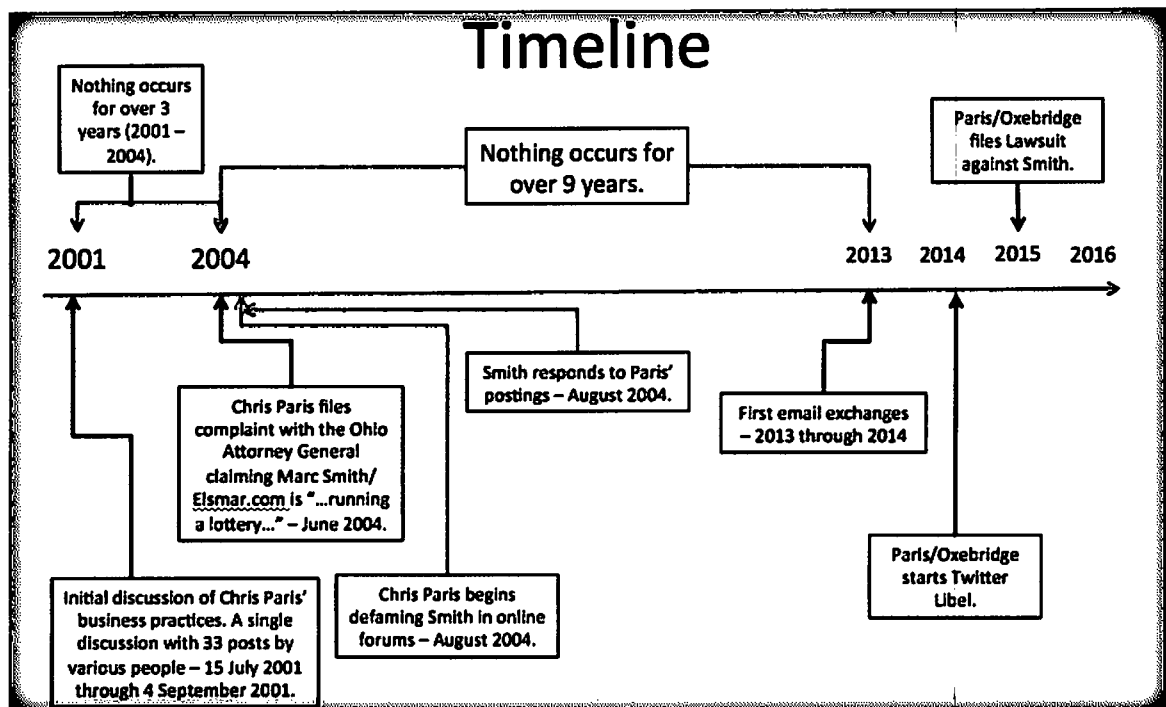 Timeline
Nothing occurs
for over 3
years (2001 –
2004).
Nothing occurs for
over 9 years.
Paris/Oxebridge
files Lawsuit
against Smith.
2001
2004
2013
2014
2015
2016
Smith responds to Paris'
postings – August 2004.
Chris Paris files
complaint with the Ohio
Attorney General
claiming Marc Smith/
Elsmar.com is "...running
a lottery..." – June 2004.
First email exchanges
– 2013 through 2014
Paris/Oxebridge
starts Twitter
Libel.
Initial discussion of Chris Paris'
business practices. A single
discussion with 33 posts by
various people – 15 July 2001
through 4 September 2001.
Chris Paris begins
defaming Smith in online
forums – August 2004.